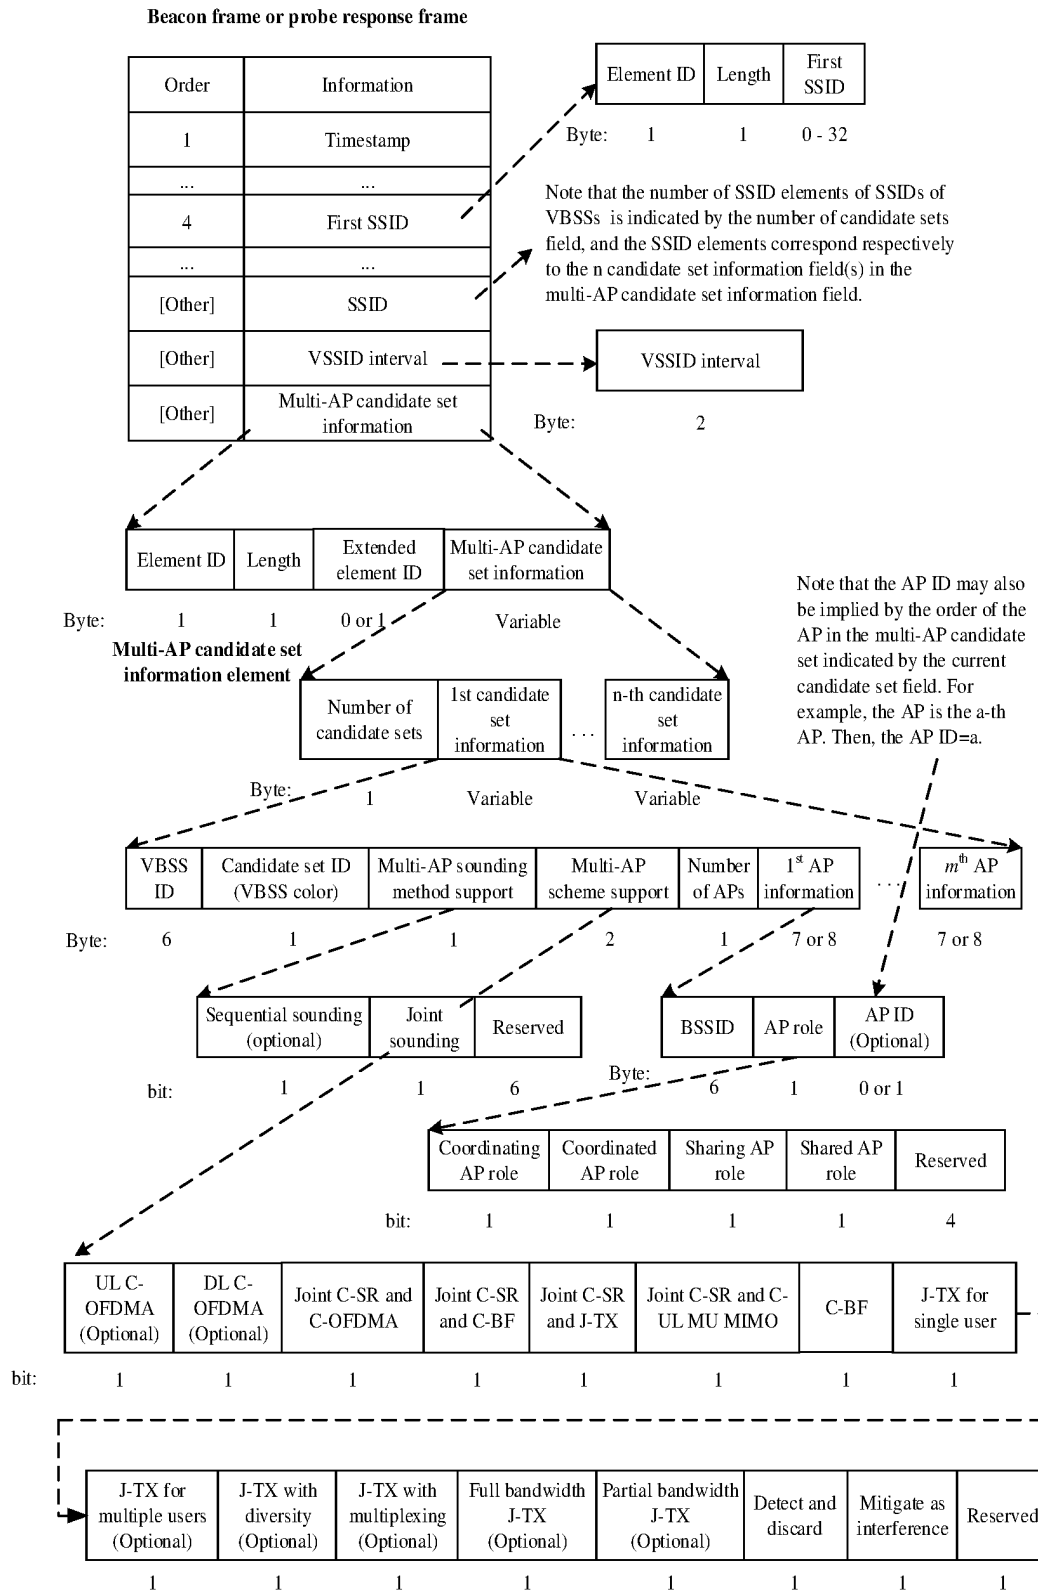 Beacon frame or probe response frame
Order Information
1 Timestamp
... ...
4 First SSID
... ...
[Other] SSID
[Other] VSSID interval
[Other] Multi-AP candidate set
information
Element ID Length First
SSID
Byte: 1 1 0 - 32
Note that the number of SSID elements of SSIDs of
VBSSs is indicated by the number of candidate sets
field, and the SSID elements correspond respectively
to the n candidate set information field(s) in the
multi-AP candidate set information field.
VSSID interval
Byte: 2
Element ID Length Extended
element ID Multi-AP candidate
set information
Byte: 1 1 0 or 1 Variable
Multi-AP candidate set
information element
Note that the AP ID may also
be implied by the order of the
AP in the multi-AP candidate
set indicated by the current
candidate set field. For
example, the AP is the a-th
AP. Then, the AP ID=a.
Number of
candidate sets 1st candidate
set
information ... n-th candidate
set
information
Byte: 1 Variable Variable
VBSS
ID Candidate set ID
(VBSS color) Multi-AP sounding
method support Multi-AP
scheme support Number
of APs 1st AP
information ... mth AP
information
Byte: 6 1 1 2 1 7 or 8 7 or 8
Sequential sounding
(optional) Joint
sounding Reserved
bit: 1 1 6
BSSID AP role AP ID
(Optional)
Byte: 6 1 0 or 1
Coordinating
AP role Coordinated
AP role Sharing AP
role Shared AP
role Reserved
bit: 1 1 1 1 4
UL C-
OFDMA
(Optional) DL C-
OFDMA
(Optional) Joint C-SR and
C-OFDMA Joint C-SR
and C-BF Joint C-SR
and J-TX Joint C-SR and C-
UL MU MIMO C-BF J-TX for
single user
bit: 1 1 1 1 1 1 1 1
J-TX for
multiple users
(Optional) J-TX with
diversity
(Optional) J-TX with
multiplexing
(Optional) Full bandwidth
J-TX
(Optional) Partial bandwidth
J-TX
(Optional) Detect and
discard Mitigate as
interference Reserved
1 1 1 1 1 1 1 1